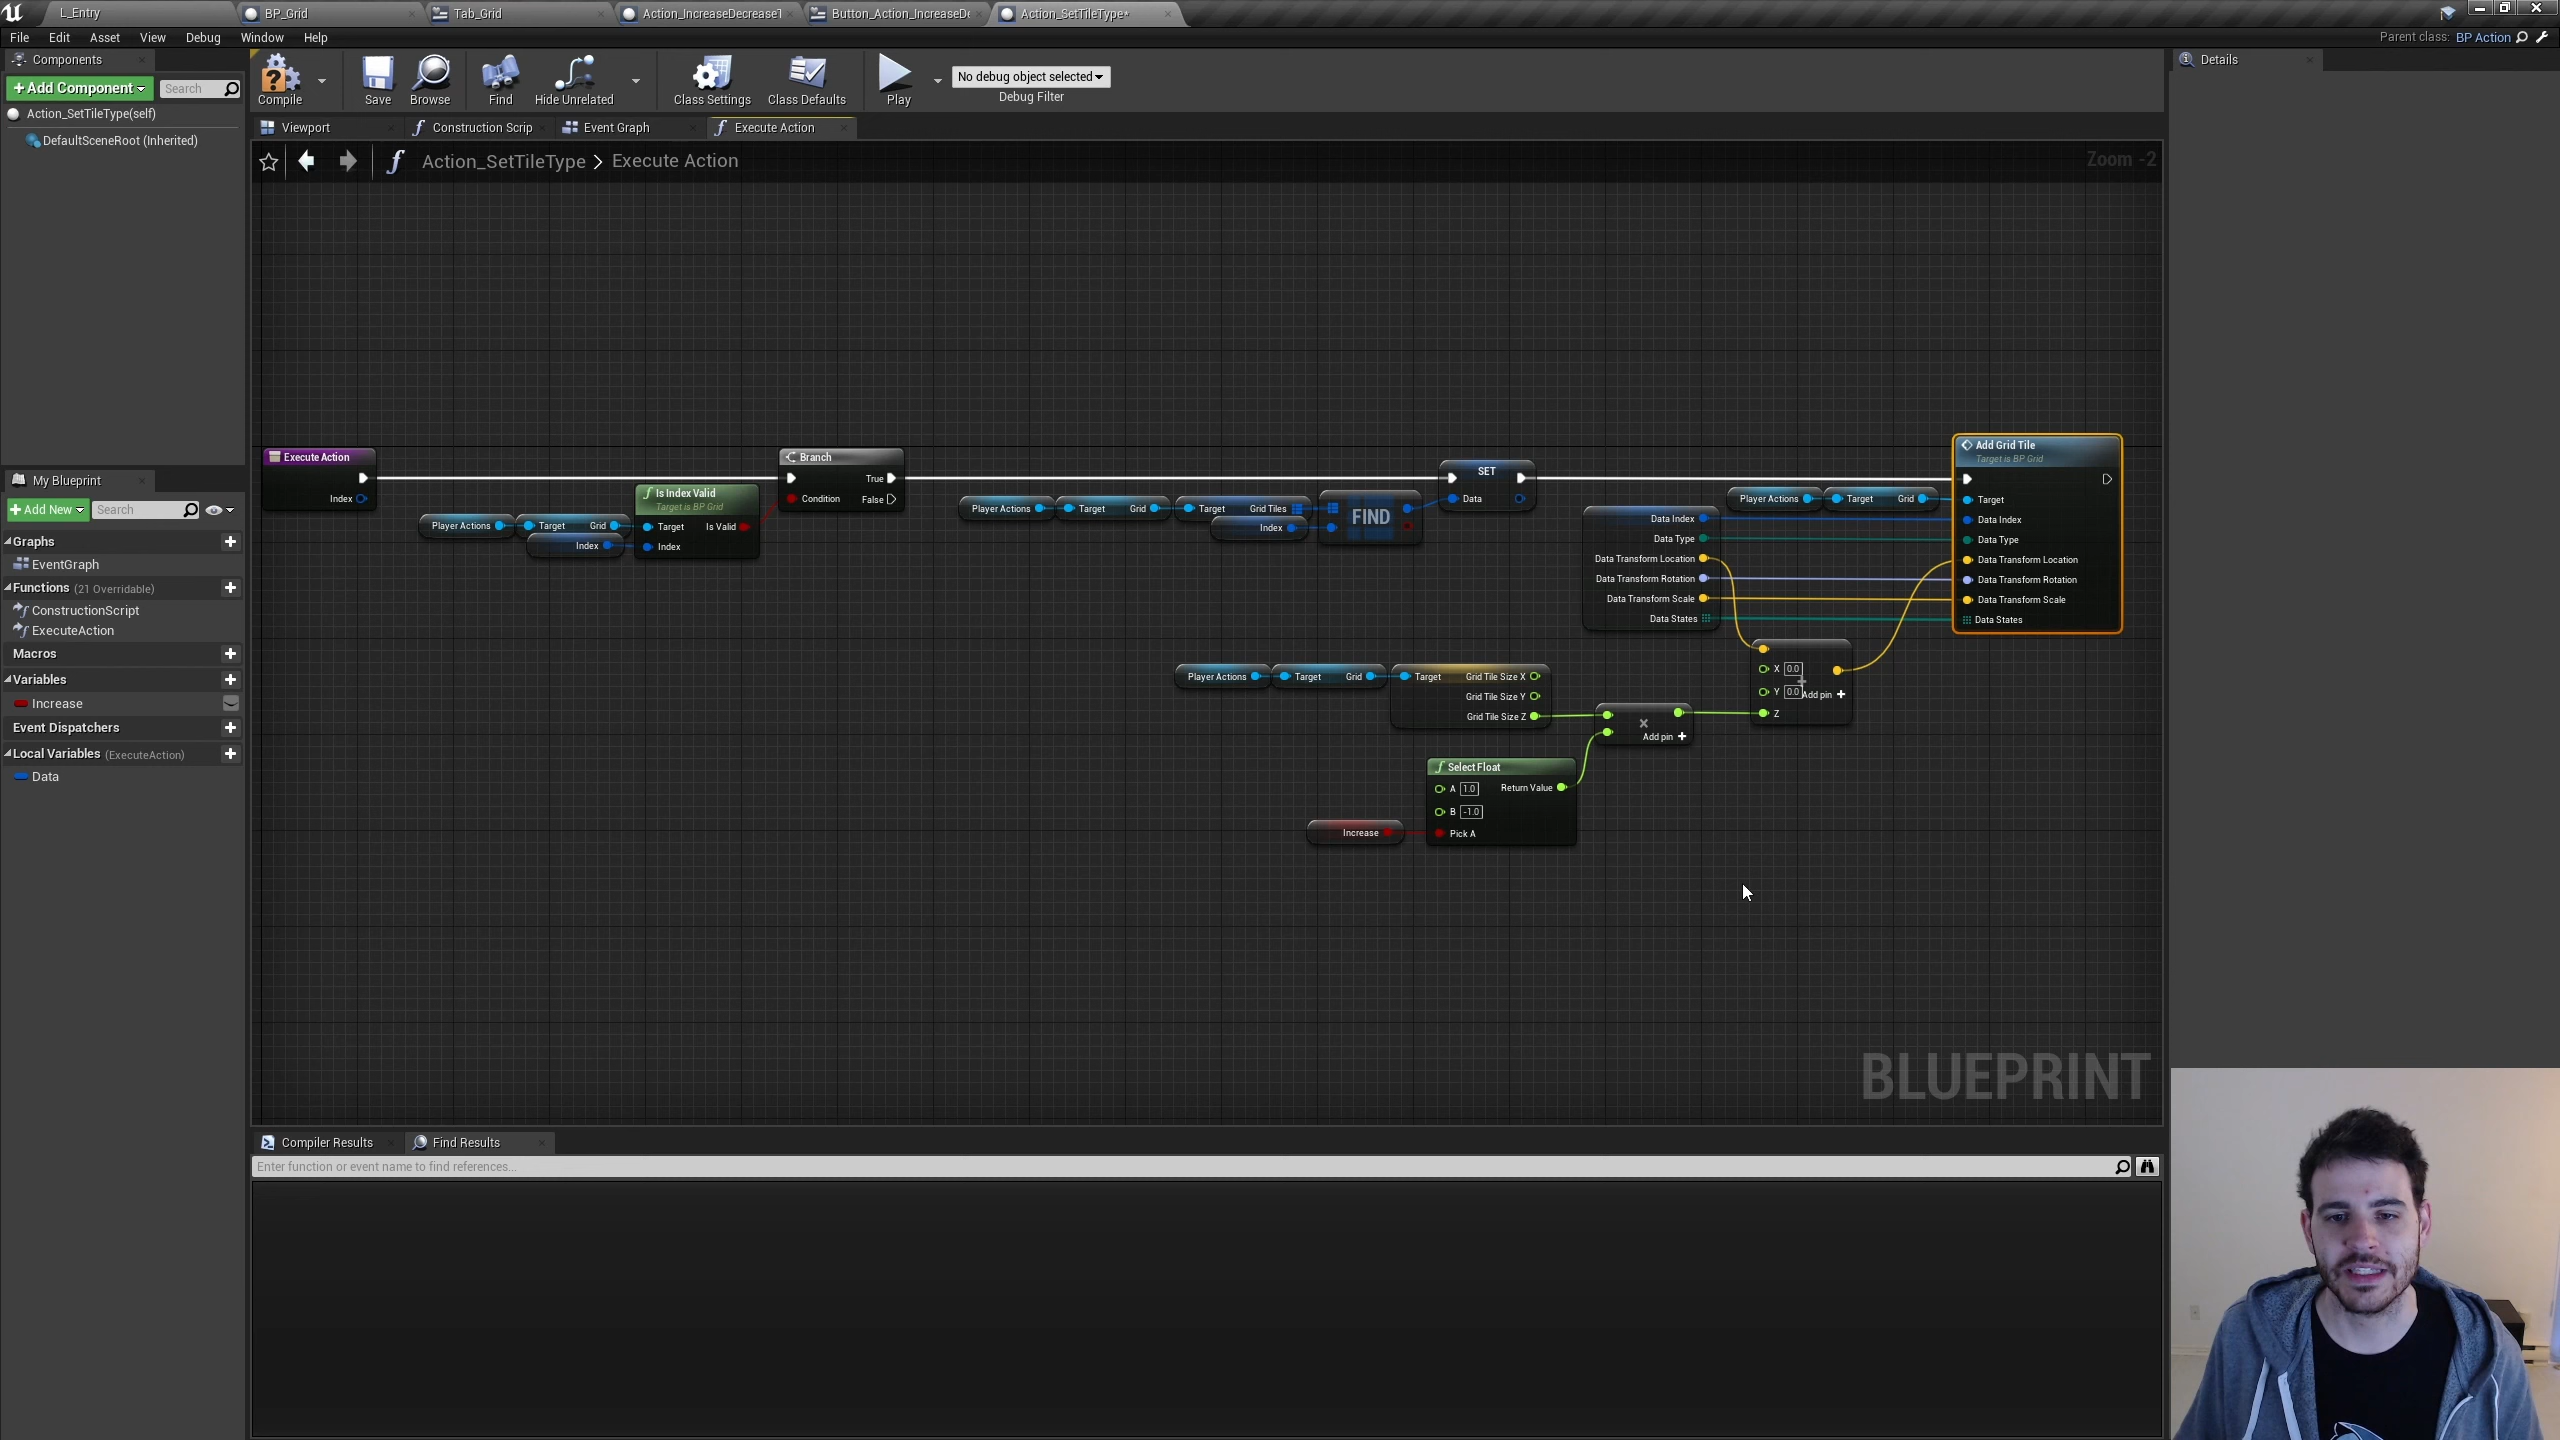 L_Entry
BP_Grid
Tab_Grid
Action_IncreaseDecreaseT
Button_Action_IncreaseDe
Action_SetTileType*
File
Edit
Asset
View
Debug
Window
Help
Parent class: BP Action
Components
+Add Component
Search
Action_SetTileType(self)
DefaultSceneRoot (Inherited)
Compile
Save
Browse
Find
Hide Unrelated
Class Settings
Class Defaults
Play
No debug object selected
Debug Filter
Details
Viewport
Construction Scrip
Event Graph
Execute Action
Action_SetTileType > Execute Action
Zoom -2
My Blueprint
+Add New
Search
Graphs
EventGraph
Functions (21 Overridable)
ConstructionScript
ExecuteAction
Macros
Variables
Increase
Event Dispatchers
Local Variables (ExecuteAction)
Data
Execute Action
Index
Player Actions
Target Grid
Index
Is Index Valid
Target is BP Grid
Target
Is Valid
Index
Branch
True
Condition
False
Player Actions
Target Grid
Target Grid Tiles
Index
FIND
SET
Data
Data Index
Data Type
Data Transform Location
Data Transform Rotation
Data Transform Scale
Data States
Player Actions
Target Grid
Add Grid Tile
Target is BP Grid
Target
Data Index
Data Type
Data Transform Location
Data Transform Rotation
Data Transform Scale
Data States
Player Actions
Target Grid
Target
Grid Tile Size X
Grid Tile Size Y
Grid Tile Size Z
×
Add pin +
X 0.0
+
Y 0.0
Add pin +
Z
Select Float
A 1.0
Return Value
B -1.0
Pick A
Increase
BLUEPRINT
Compiler Results
Find Results
Enter function or event name to find references...